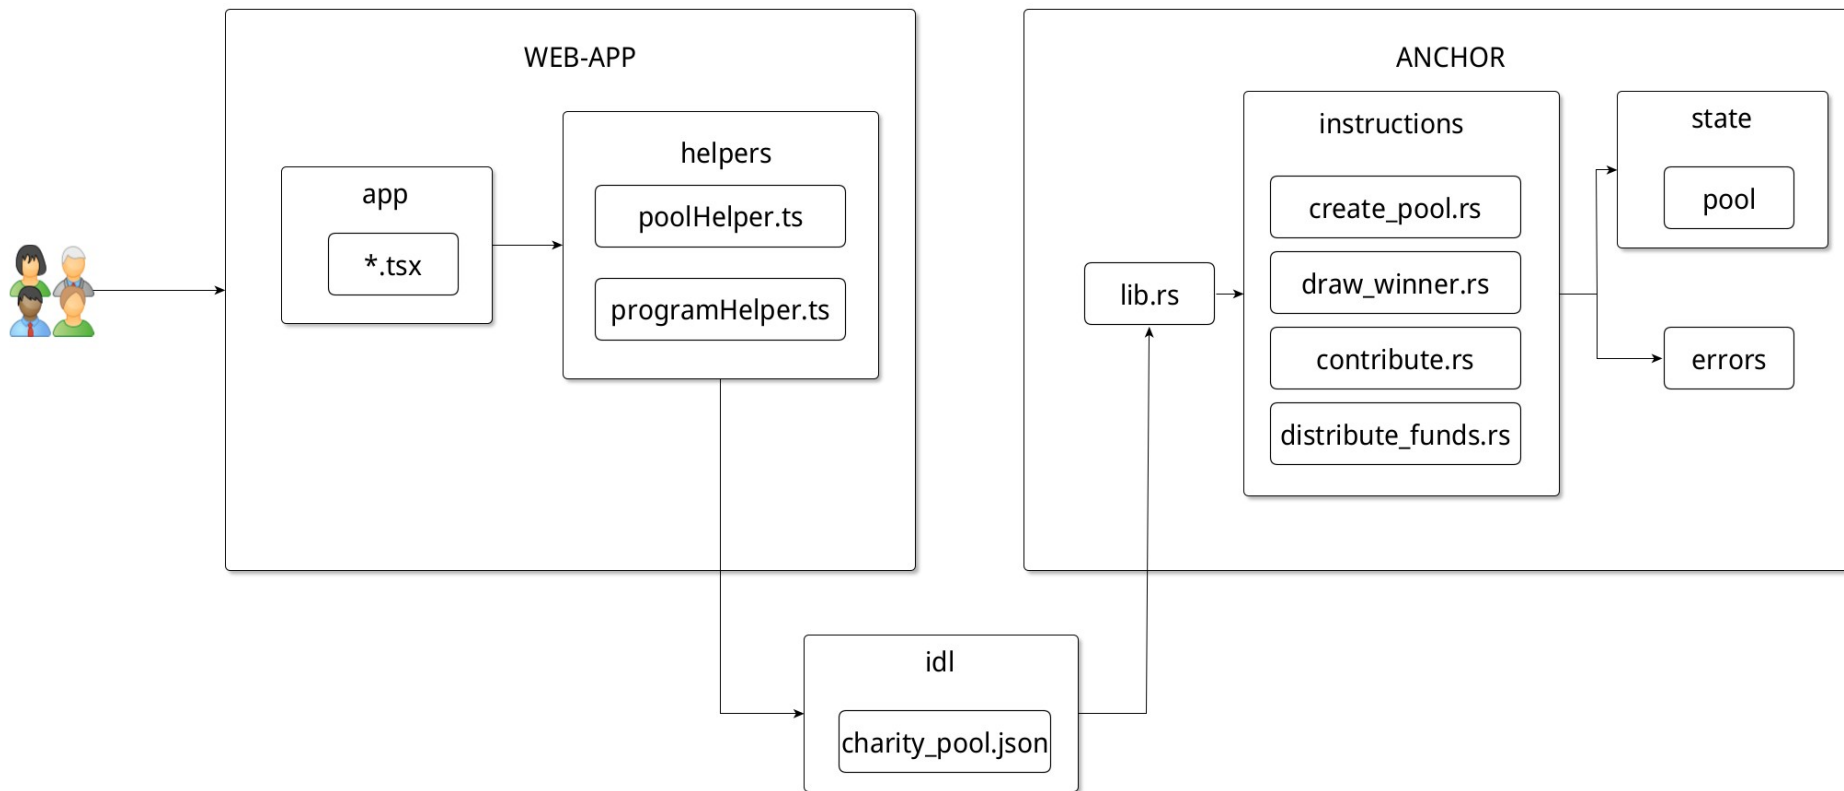 WEB-APP
app
*.tsx
helpers
poolHelper.ts
programHelper.ts
ANCHOR
lib.rs
instructions
create_pool.rs
draw_winner.rs
contribute.rs
distribute_funds.rs
state
pool
errors
idl
charity_pool.json